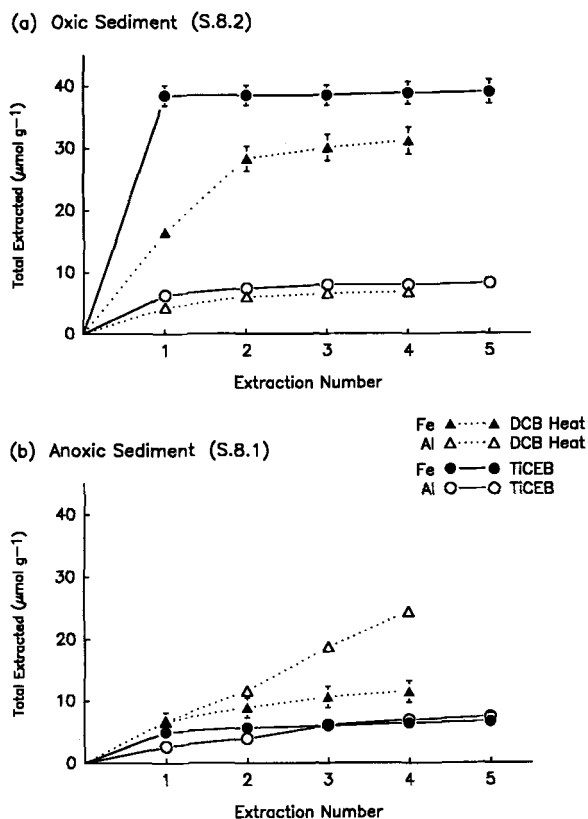 (a) Oxic Sediment (S.8.2)
Total Extracted (μmol g−1)
40
30
20
10
0
1 2 3 4 5
Extraction Number
Fe DCB Heat
Al DCB Heat
Fe TiCEB
Al TiCEB
(b) Anoxic Sediment (S.8.1)
Total Extracted (μmol g−1)
40
30
20
10
0
1 2 3 4 5
Extraction Number